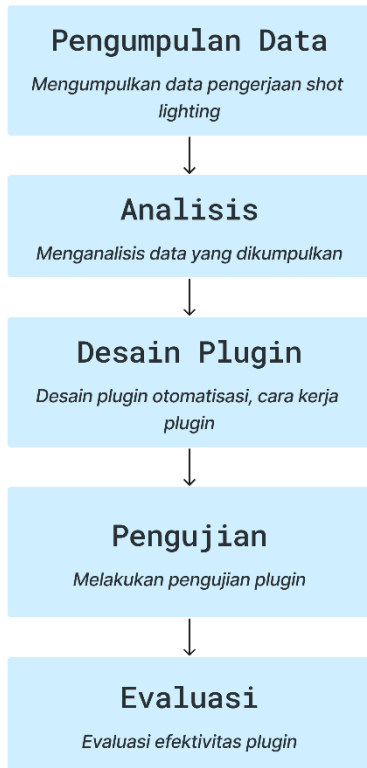 Pengumpulan Data
Mengumpulkan data pengerjaan shot
lighting
Analisis
Menganalisis data yang dikumpulkan
Desain Plugin
Desain plugin otomatisasi, cara kerja
plugin
Pengujian
Melakukan pengujian plugin
Evaluasi
Evaluasi efektivitas plugin